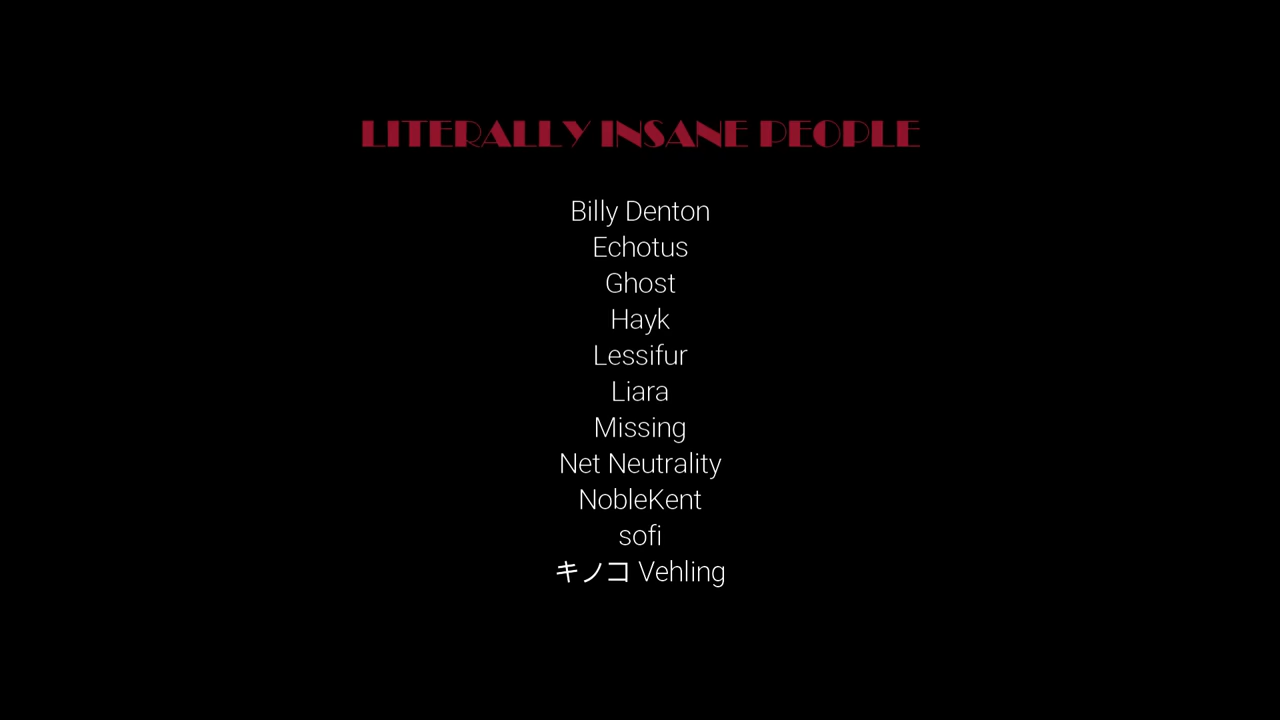 LITERALLY INSANE PEOPLE
Billy Denton
Echotus
Ghost
Hayk
Lessifur
Liara
Missing
Net Neutrality
NobleKent
sofi
キノコ Vehling